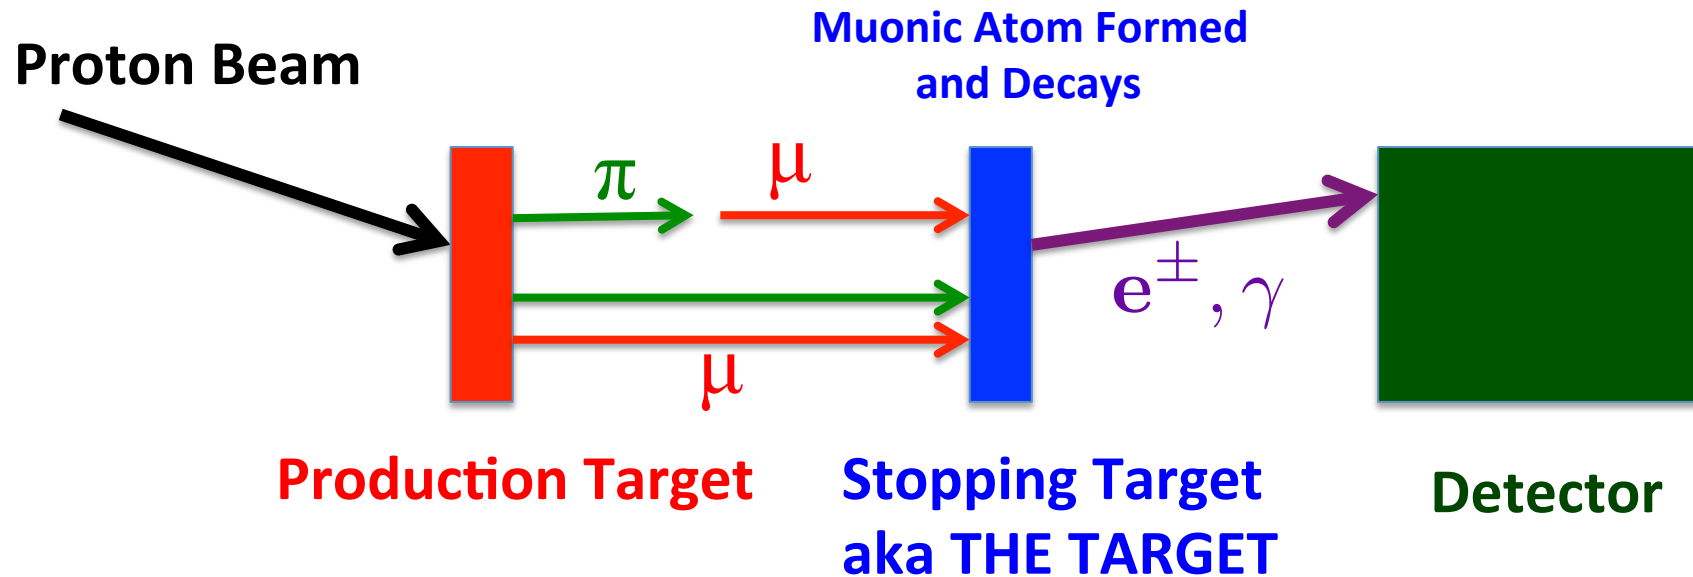 Muonic Atom Formed
and Decays
Proton Beam
π
μ
μ
e±, γ
Production Target
Stopping Target
aka THE TARGET
Detector